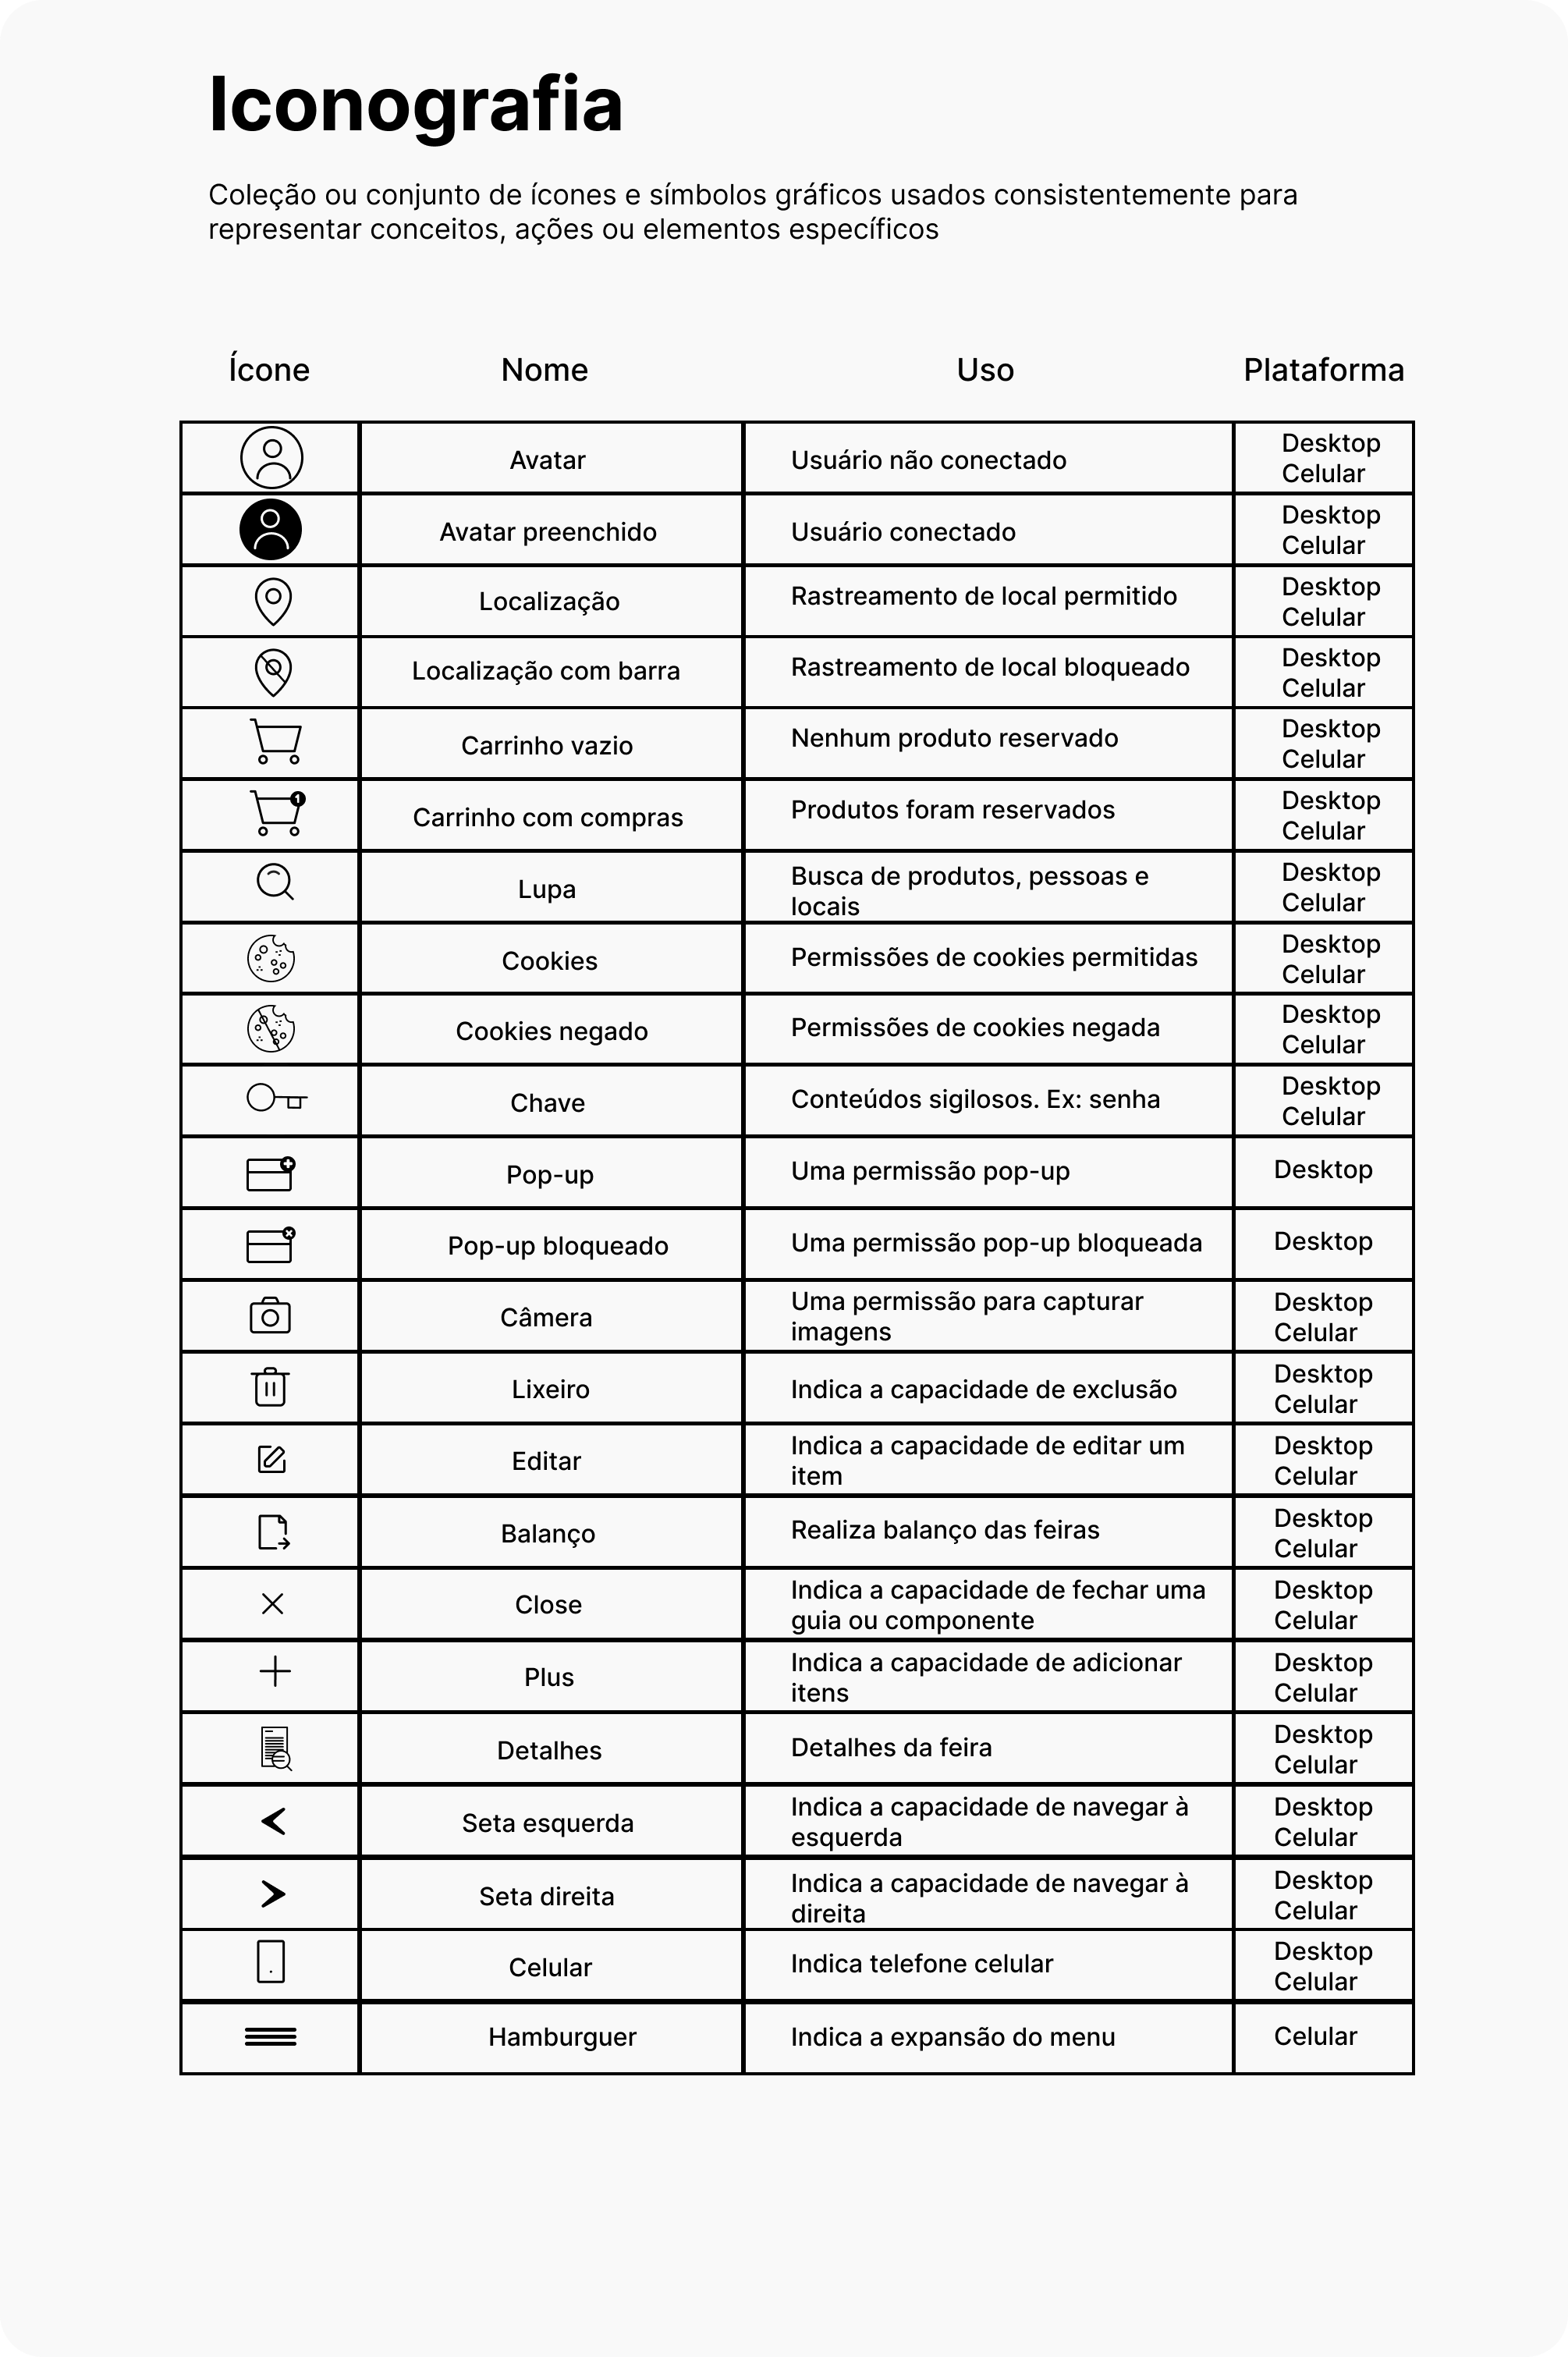 Iconografia
Coleção ou conjunto de ícones e símbolos gráficos usados consistentemente para
representar conceitos, ações ou elementos específicos
Ícone Nome Uso Plataforma
Avatar
Usuário não conectado
Desktop
Celular
Avatar preenchido
Usuário conectado
Desktop
Celular
Localização
Rastreamento de local permitido
Desktop
Celular
Localização com barra
Rastreamento de local bloqueado
Desktop
Celular
Carrinho vazio
Nenhum produto reservado
Desktop
Celular
1
Carrinho com compras
Produtos foram reservados
Desktop
Celular
Lupa
Busca de produtos, pessoas e
locais
Desktop
Celular
Cookies
Permissões de cookies permitidas
Desktop
Celular
Cookies negado
Permissões de cookies negada
Desktop
Celular
Chave
Conteúdos sigilosos. Ex: senha
Desktop
Celular
Pop-up
Uma permissão pop-up
Desktop
Pop-up bloqueado
Uma permissão pop-up bloqueada
Desktop
Câmera
Uma permissão para capturar
imagens
Desktop
Celular
Lixeiro
Indica a capacidade de exclusão
Desktop
Celular
Editar
Indica a capacidade de editar um
item
Desktop
Celular
Balanço
Realiza balanço das feiras
Desktop
Celular
Close
Indica a capacidade de fechar uma
guia ou componente
Desktop
Celular
Plus
Indica a capacidade de adicionar
itens
Desktop
Celular
Detalhes
Detalhes da feira
Desktop
Celular
Seta esquerda
Indica a capacidade de navegar à
esquerda
Desktop
Celular
Seta direita
Indica a capacidade de navegar à
direita
Desktop
Celular
Celular
Indica telefone celular
Desktop
Celular
Hamburguer
Indica a expansão do menu
Celular